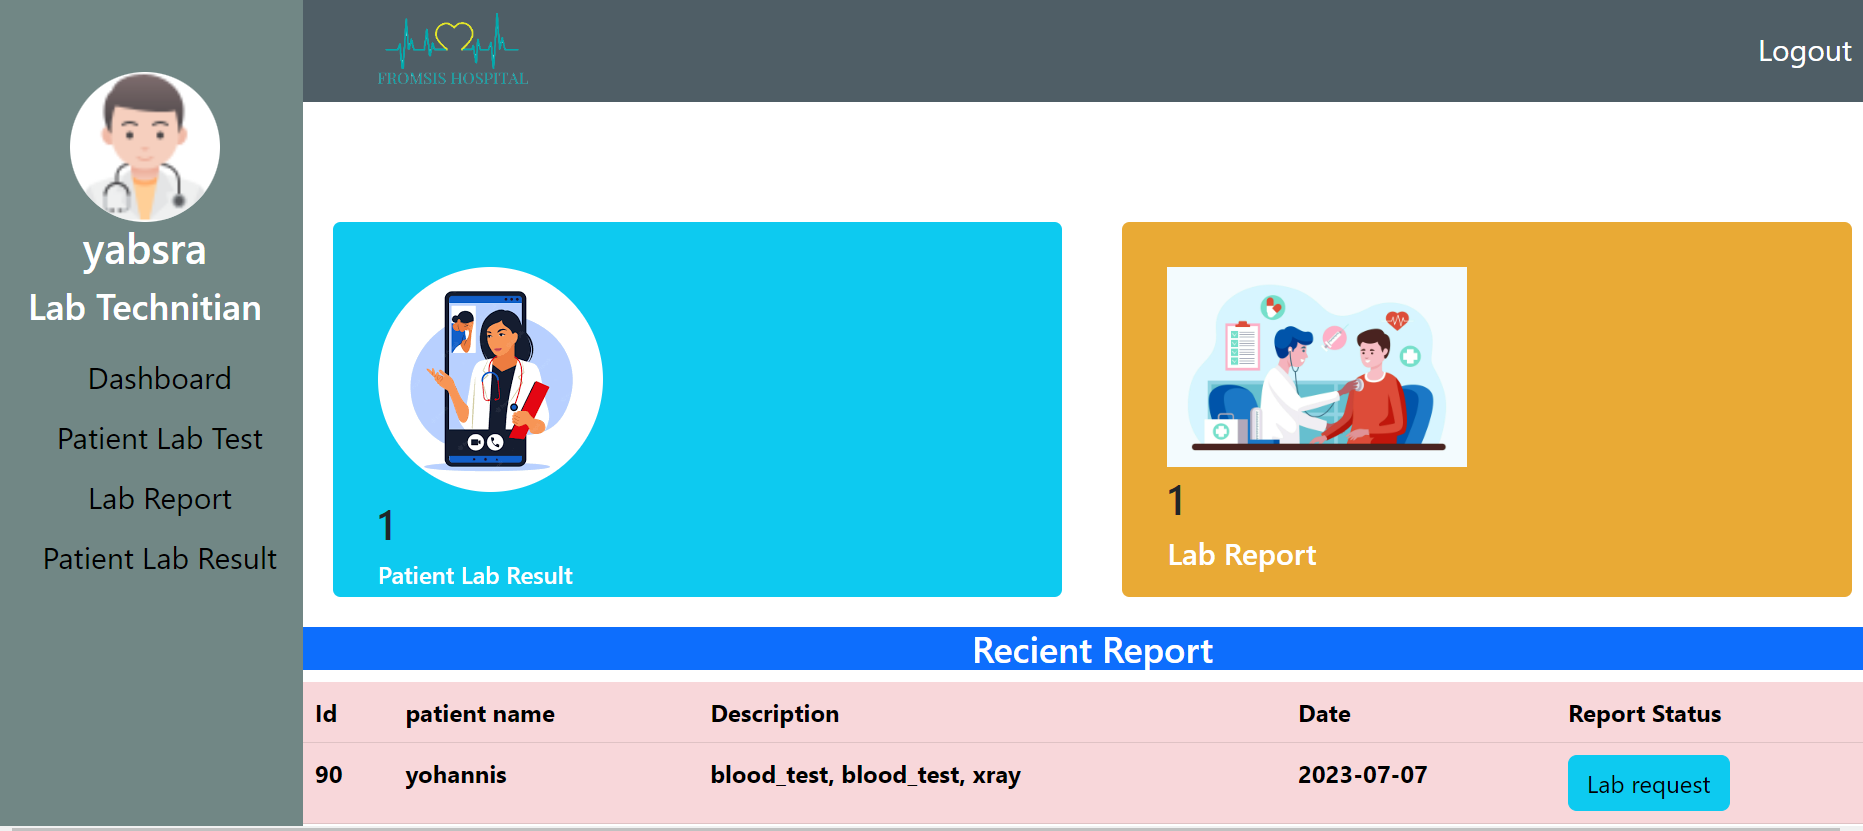 yabsra
Lab Technitian
Dashboard
Patient Lab Test
Lab Report
Patient Lab Result
FROMSIS HOSPITAL
Logout
1
Patient Lab Result
1
Lab Report
Recient Report
Id patient name Description Date Report Status
90 yohannis blood_test, blood_test, xray 2023-07-07 Lab request